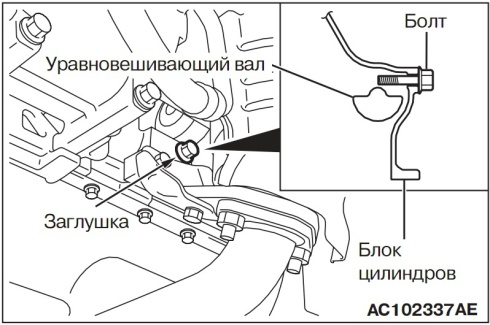 Болт
Уравновешивающий вал
Заглушка
Блок
цилиндров
AC102337AE